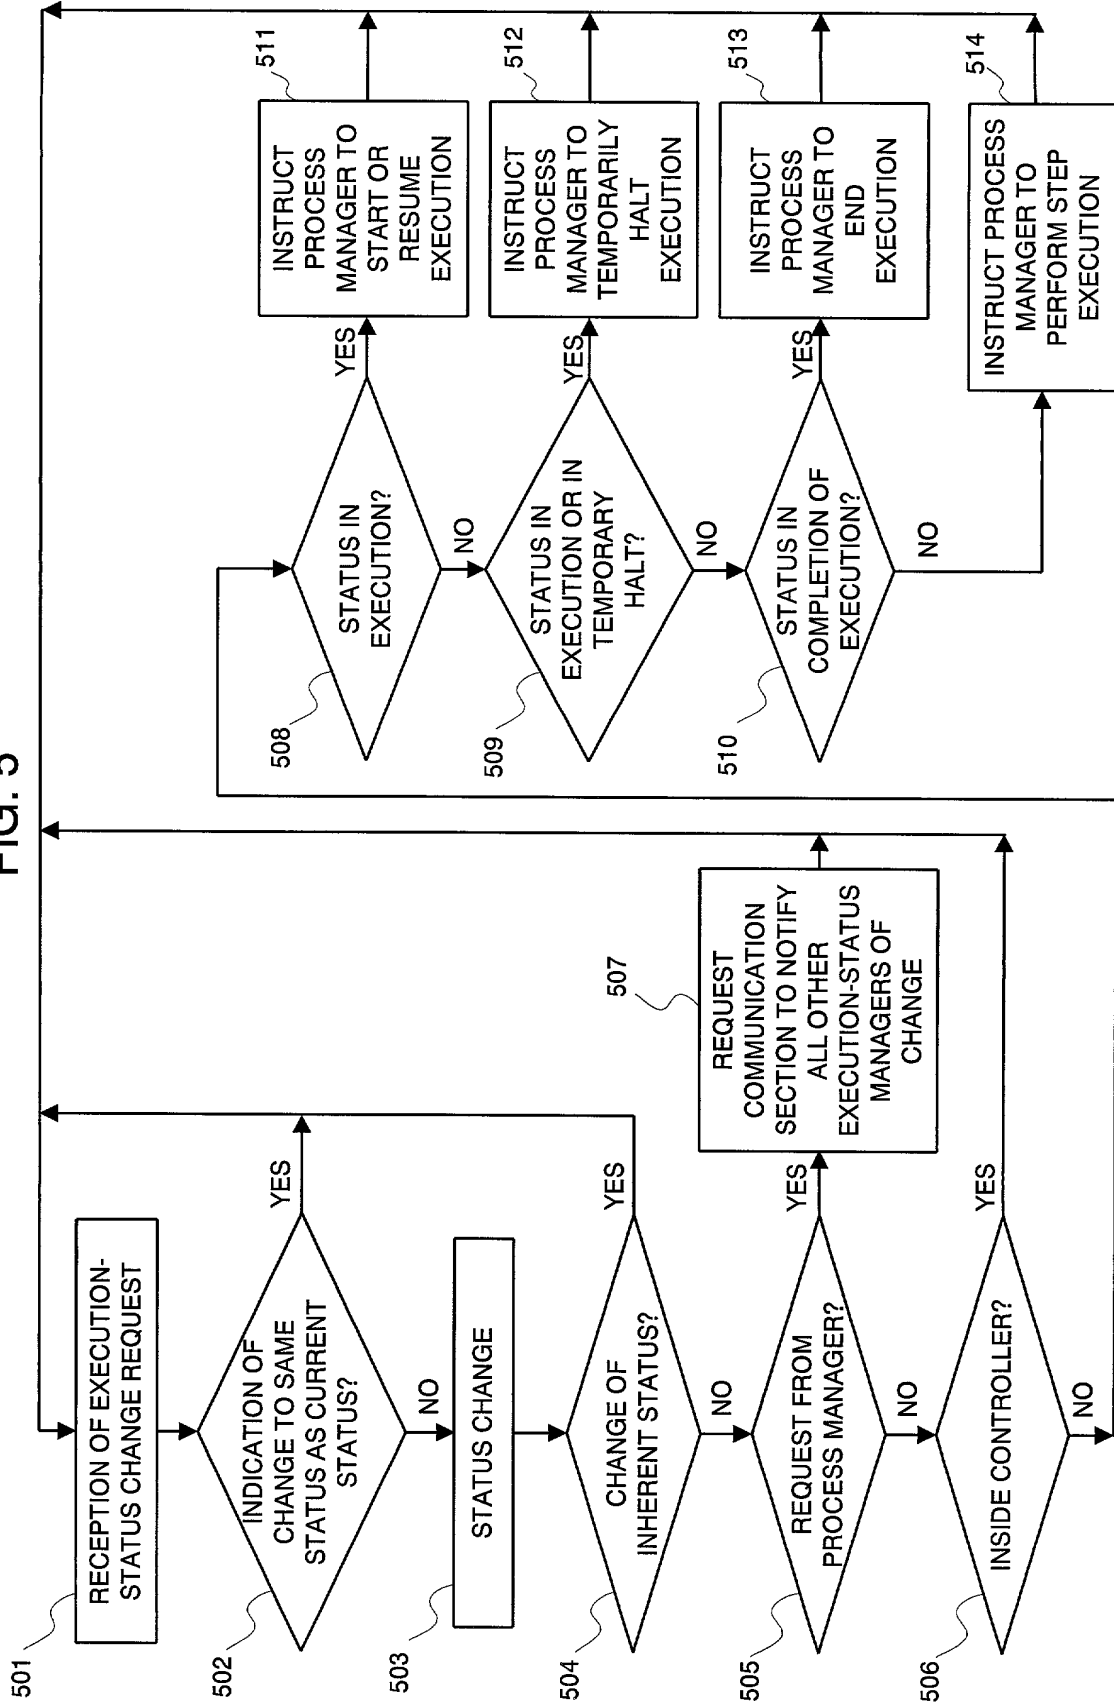 FIG. 5
501
RECEPTION OF EXECUTION-
STATUS CHANGE REQUEST
502
INDICATION OF
CHANGE TO SAME
STATUS AS CURRENT
STATUS?
YES
NO
503
STATUS CHANGE
504
CHANGE OF
INHERENT STATUS?
YES
NO
505
REQUEST FROM
PROCESS MANAGER?
YES
NO
507
REQUEST
COMMUNICATION
SECTION TO NOTIFY
ALL OTHER
EXECUTION-STATUS
MANAGERS OF
CHANGE
506
INSIDE CONTROLLER?
YES
NO
508
STATUS IN
EXECUTION?
YES
NO
511
INSTRUCT
PROCESS
MANAGER TO
START OR
RESUME
EXECUTION
509
STATUS IN
EXECUTION OR IN
TEMPORARY
HALT?
YES
NO
512
INSTRUCT
PROCESS
MANAGER TO
TEMPORARILY
HALT
EXECUTION
510
STATUS IN
COMPLETION OF
EXECUTION?
YES
NO
513
INSTRUCT
PROCESS
MANAGER TO
END
EXECUTION
514
INSTRUCT PROCESS
MANAGER TO
PERFORM STEP
EXECUTION